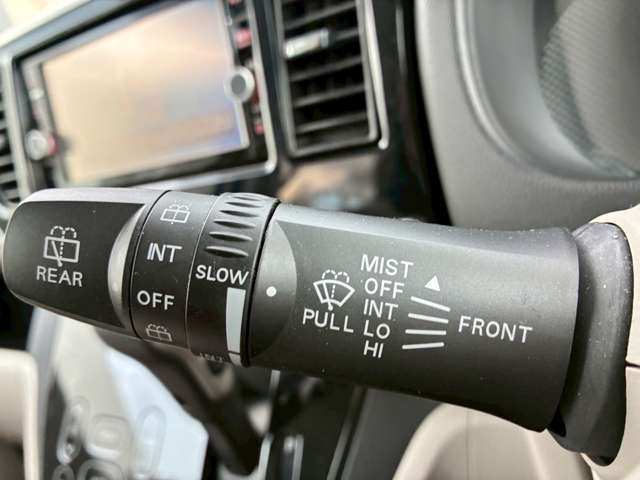 REAR
INT
OFF
SLOW
PULL
MIST
OFF
INT
LO
HI
FRONT